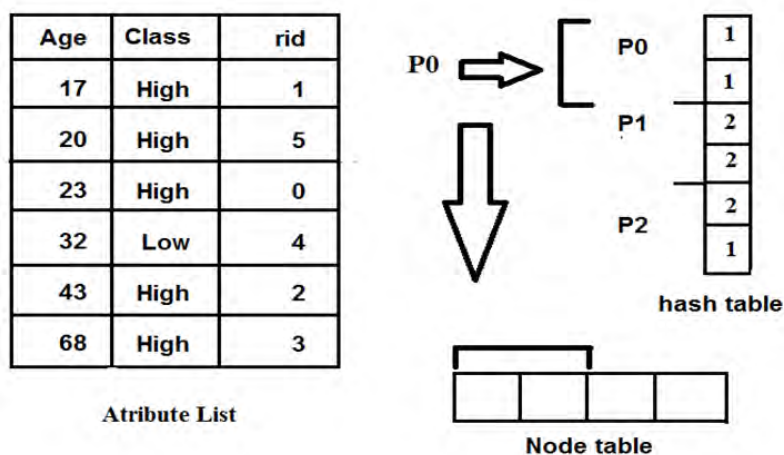 Age Class rid
17 High 1
20 High 5
23 High 0
32 Low 4
43 High 2
68 High 3
Atribute List
P0
P0
P1
P2
1
1
2
2
2
1
hash table
Node table